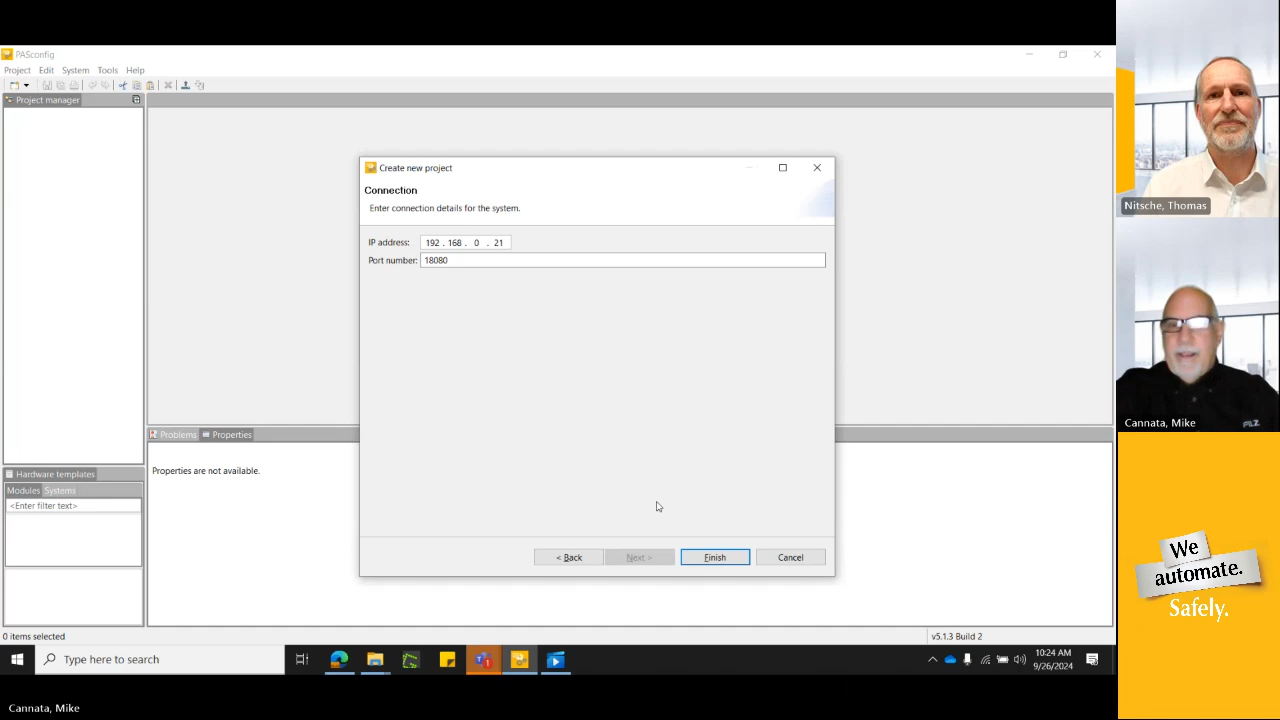 PASconfig
Project Edit System Tools Help
Project manager
Create new project
Connection
Enter connection details for the system.
IP address: 192 . 168 . 0 . 21
Port number: 18080
Problems Properties
Properties are not available.
Hardware templates
Modules Systems
<Enter filter text>
< Back Next > Finish Cancel
0 items selected
v5.1.3 Build 2
Type here to search
10:24 AM
9/26/2024
Cannata, Mike
Nitsche, Thomas
Cannata, Mike
PILZ
We
automate.
Safely.